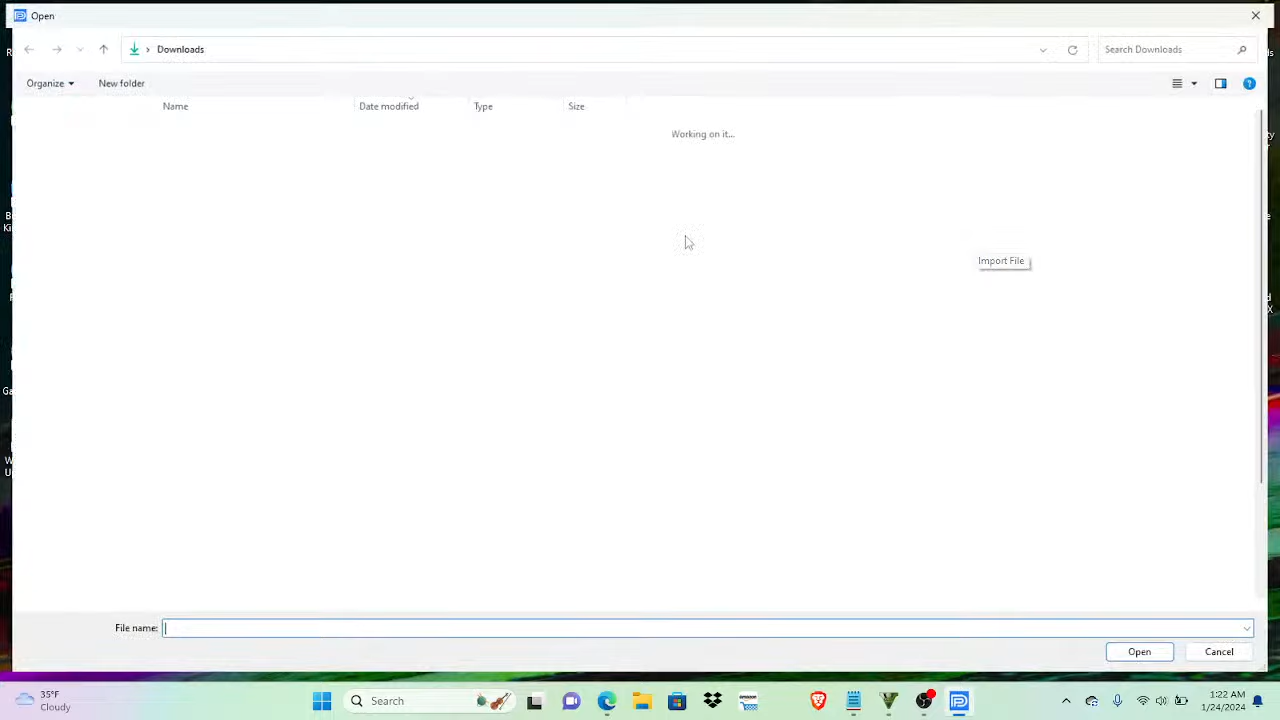 Open
Downloads
Search Downloads
Organize
New folder
Name
Date modified
Type
Size
Working on it...
Import File
File name:
Open
Cancel
35°F
Cloudy
Search
1:22 AM
1/24/2024